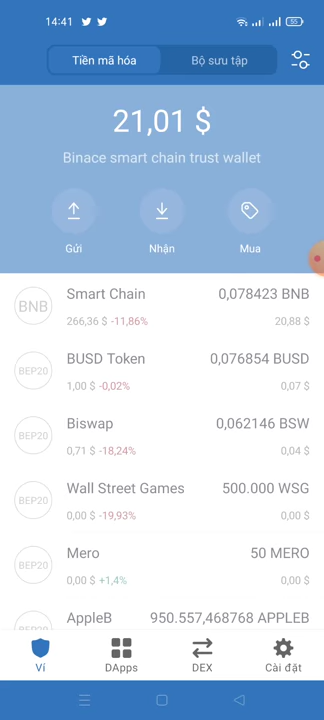 14:41
55
Tiền mã hóa
Bộ sưu tập
21,01 $
Binace smart chain trust wallet
Gửi
Nhận
Mua
BNB
Smart Chain
0,078423 BNB
266,36 $ -11,86%
20,88 $
BEP20
BUSD Token
0,076854 BUSD
1,00 $ -0,02%
0,07 $
BEP20
Biswap
0,062146 BSW
0,71 $ -18,24%
0,04 $
BEP20
Wall Street Games
500.000 WSG
0,00 $ -19,93%
0,00 $
BEP20
Mero
50 MERO
0,00 $ +1,4%
0,00 $
BEP20
AppleB
950.557,468768 APPLEB
Ví
DApps
DEX
Cài đặt